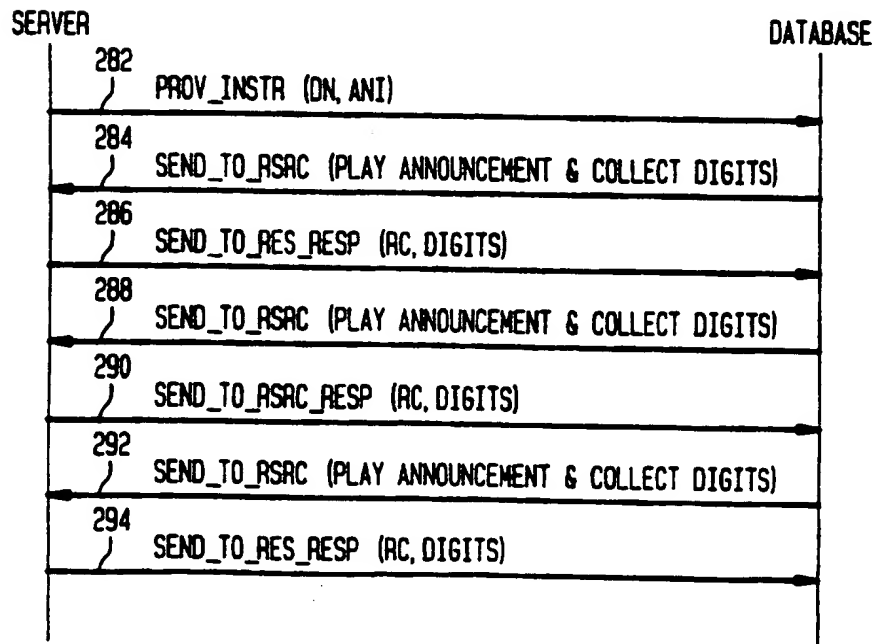 SERVER
DATABASE
282
PROV_INSTR (DN, ANI)
284
SEND_TO_RSRC (PLAY ANNOUNCEMENT & COLLECT DIGITS)
286
SEND_TO_RES_RESP (RC, DIGITS)
288
SEND_TO_RSRC (PLAY ANNOUNCEMENT & COLLECT DIGITS)
290
SEND_TO_RSRC_RESP (RC, DIGITS)
292
SEND_TO_RSRC (PLAY ANNOUNCEMENT & COLLECT DIGITS)
294
SEND_TO_RES_RESP (RC, DIGITS)